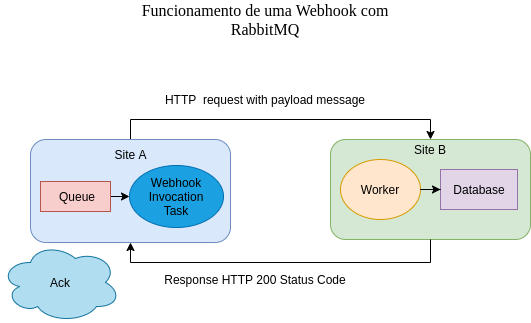 Funcionamento de uma Webhook com
RabbitMQ
HTTP request with payload message
Site A
Site B
Queue
Webhook
Invocation
Task
Worker
Database
Ack
Response HTTP 200 Status Code